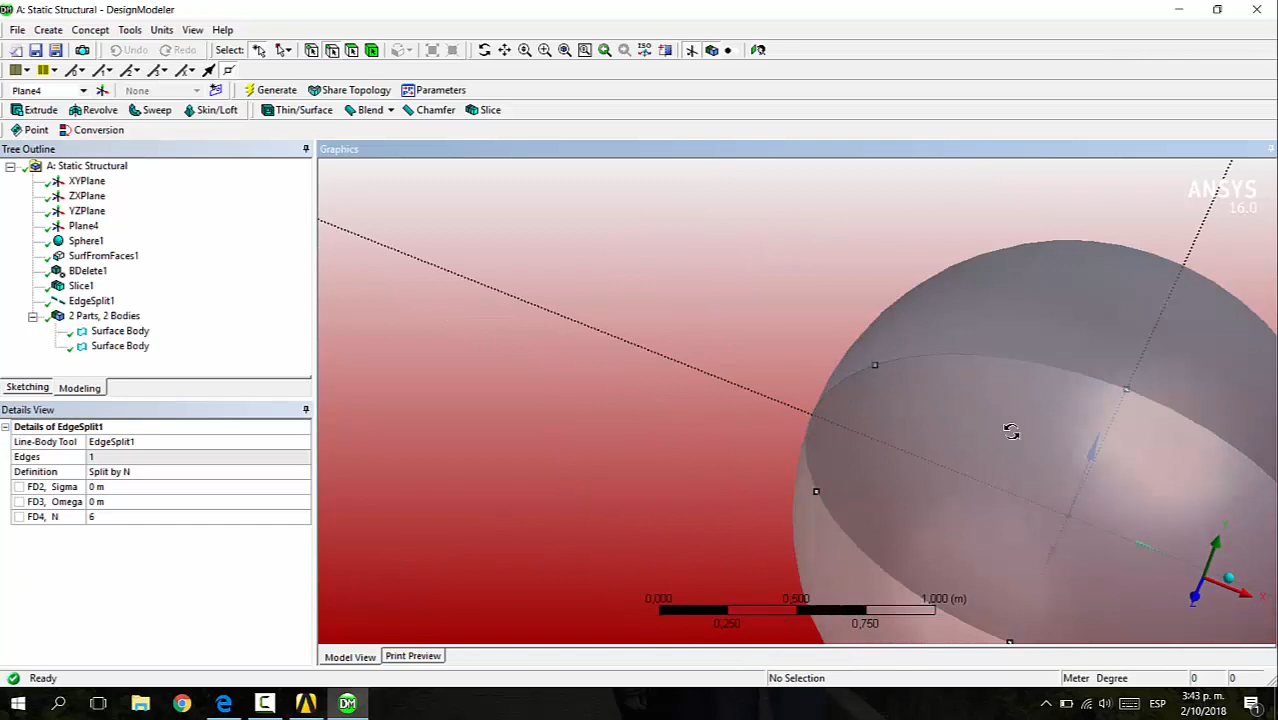 A: Static Structural - DesignModeler
File Create Concept Tools Units View Help
Undo Redo Select:
Plane4 None Generate Share Topology Parameters
Extrude Revolve Sweep Skin/Loft Thin/Surface Blend Chamfer Slice
Point Conversion
Tree Outline
A: Static Structural
XYPlane
ZXPlane
YZPlane
Plane4
Sphere1
SurfFromFaces1
BDelete1
Slice1
EdgeSplit1
2 Parts, 2 Bodies
Surface Body
Surface Body
Sketching Modeling
Details View
Details of EdgeSplit1
Line-Body Tool EdgeSplit1
Edges 1
Definition Split by N
FD2, Sigma 0 m
FD3, Omega 0 m
FD4, N 6
Graphics
ANSYS
16.0
0,000 0,500 1,000 (m)
0,250 0,750
Y
X
Z
Model View Print Preview
Ready No Selection Meter Degree 0 0
ESP
3:43 p. m.
2/10/2018